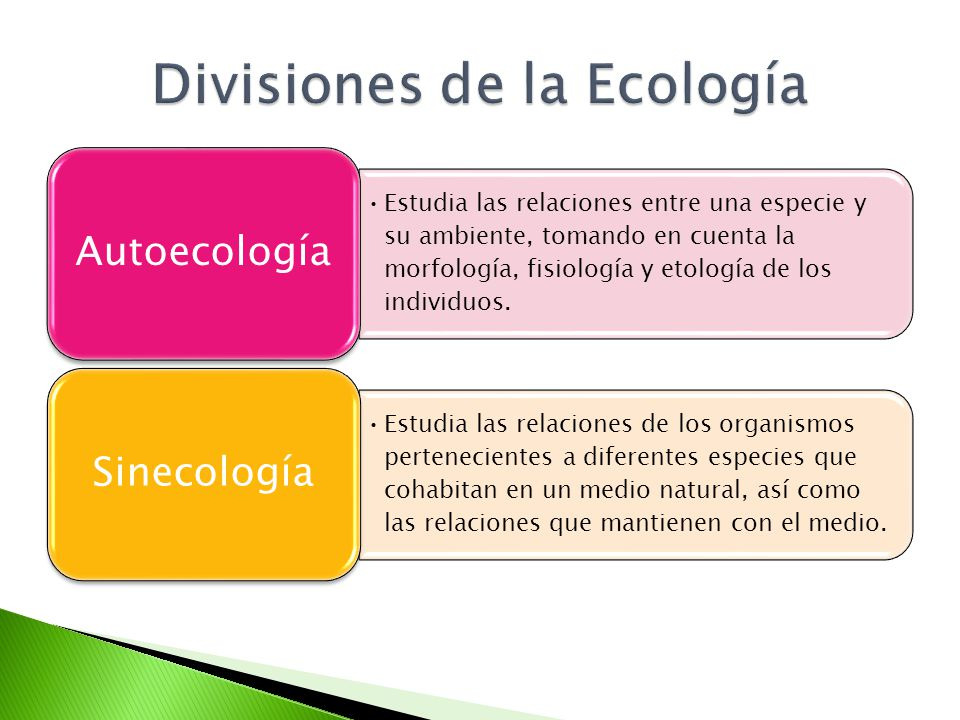 Divisiones de la Ecología
Autoecología
•Estudia las relaciones entre una especie y
su ambiente, tomando en cuenta la
morfología, fisiología y etología de los
individuos.
Sinecología
•Estudia las relaciones de los organismos
pertenecientes a diferentes especies que
cohabitan en un medio natural, así como
las relaciones que mantienen con el medio.